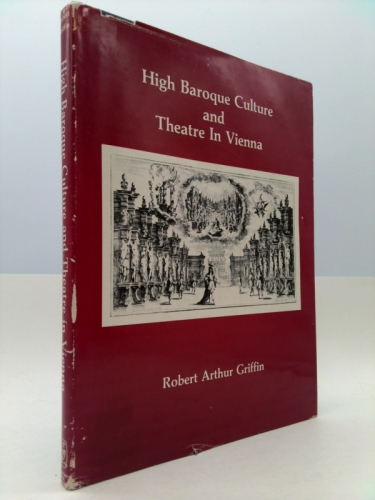 High Baroque Culture
and
Theatre In Vienna
Robert Arthur Griffin
High Baroque Culture and Theatre in Vienna